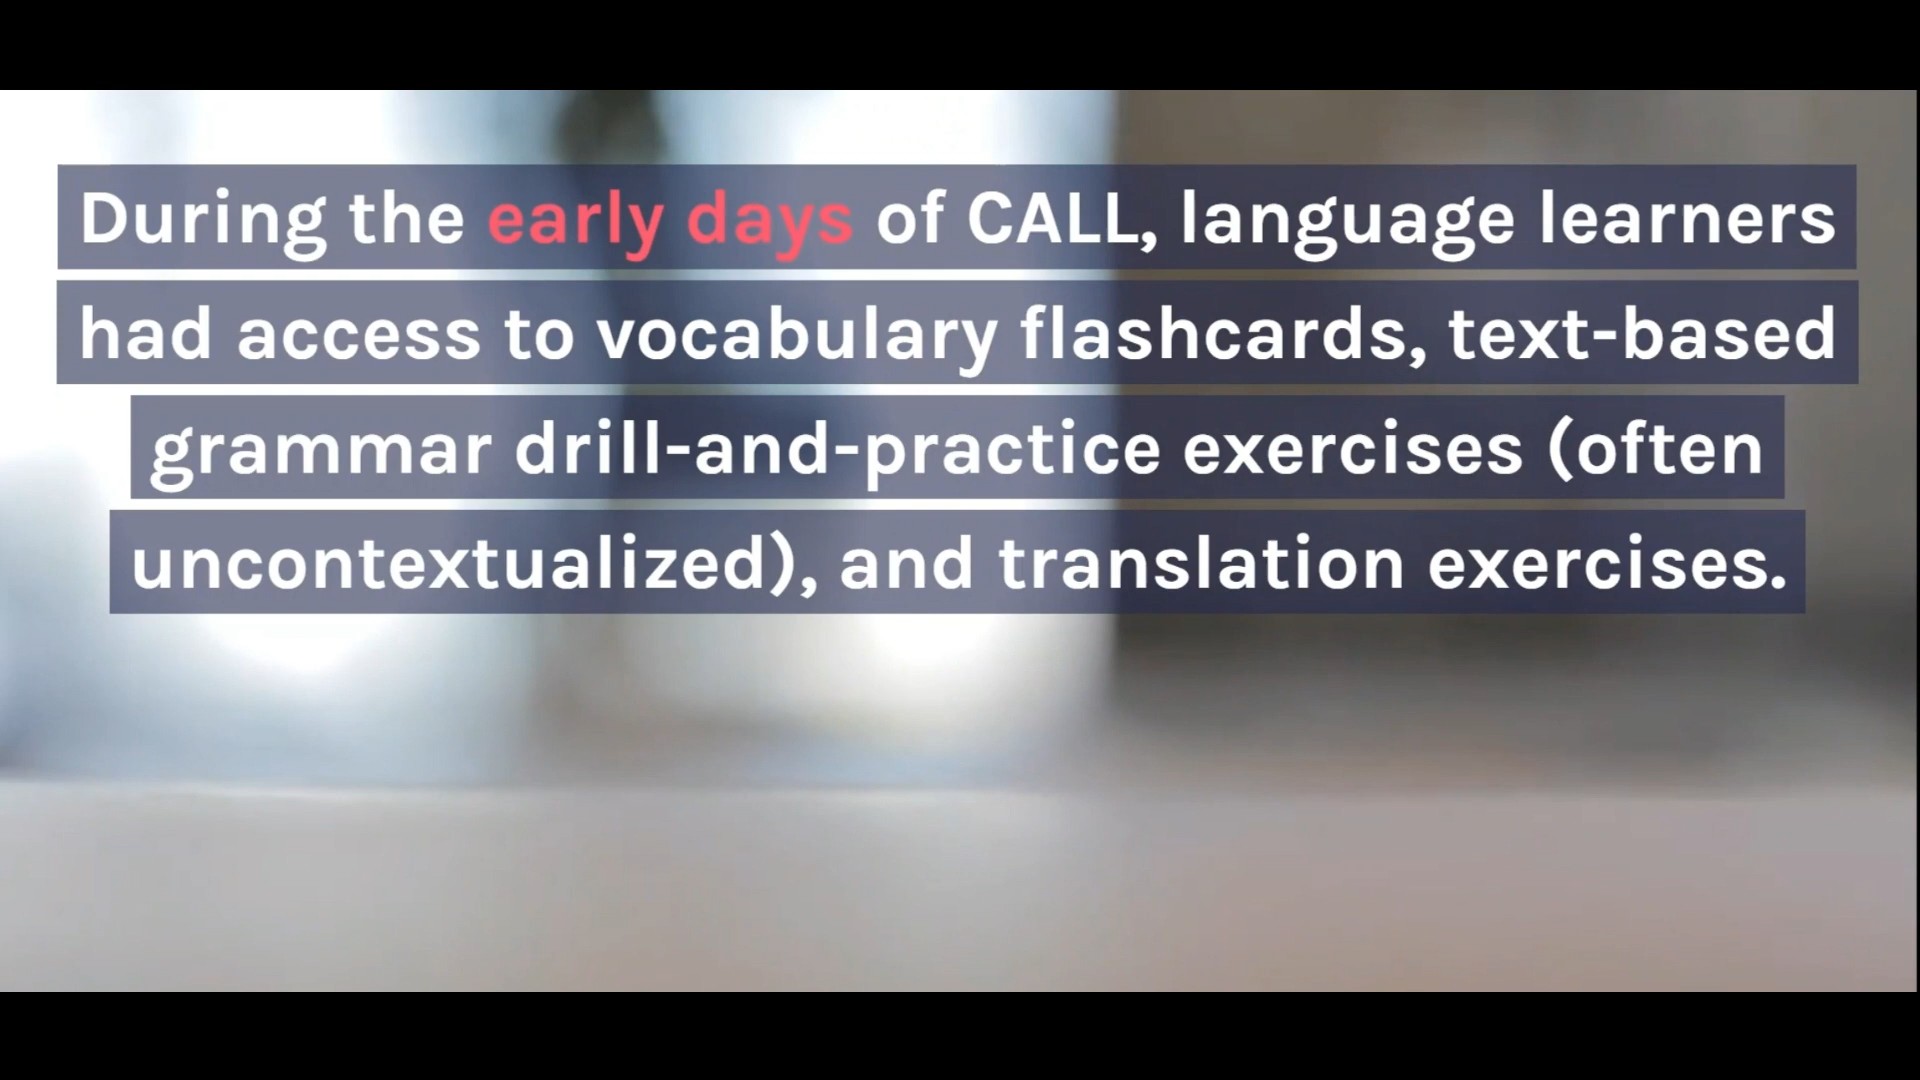 During the early days of CALL, language learners
had access to vocabulary flashcards, text-based
grammar drill-and-practice exercises (often
uncontextualized), and translation exercises.